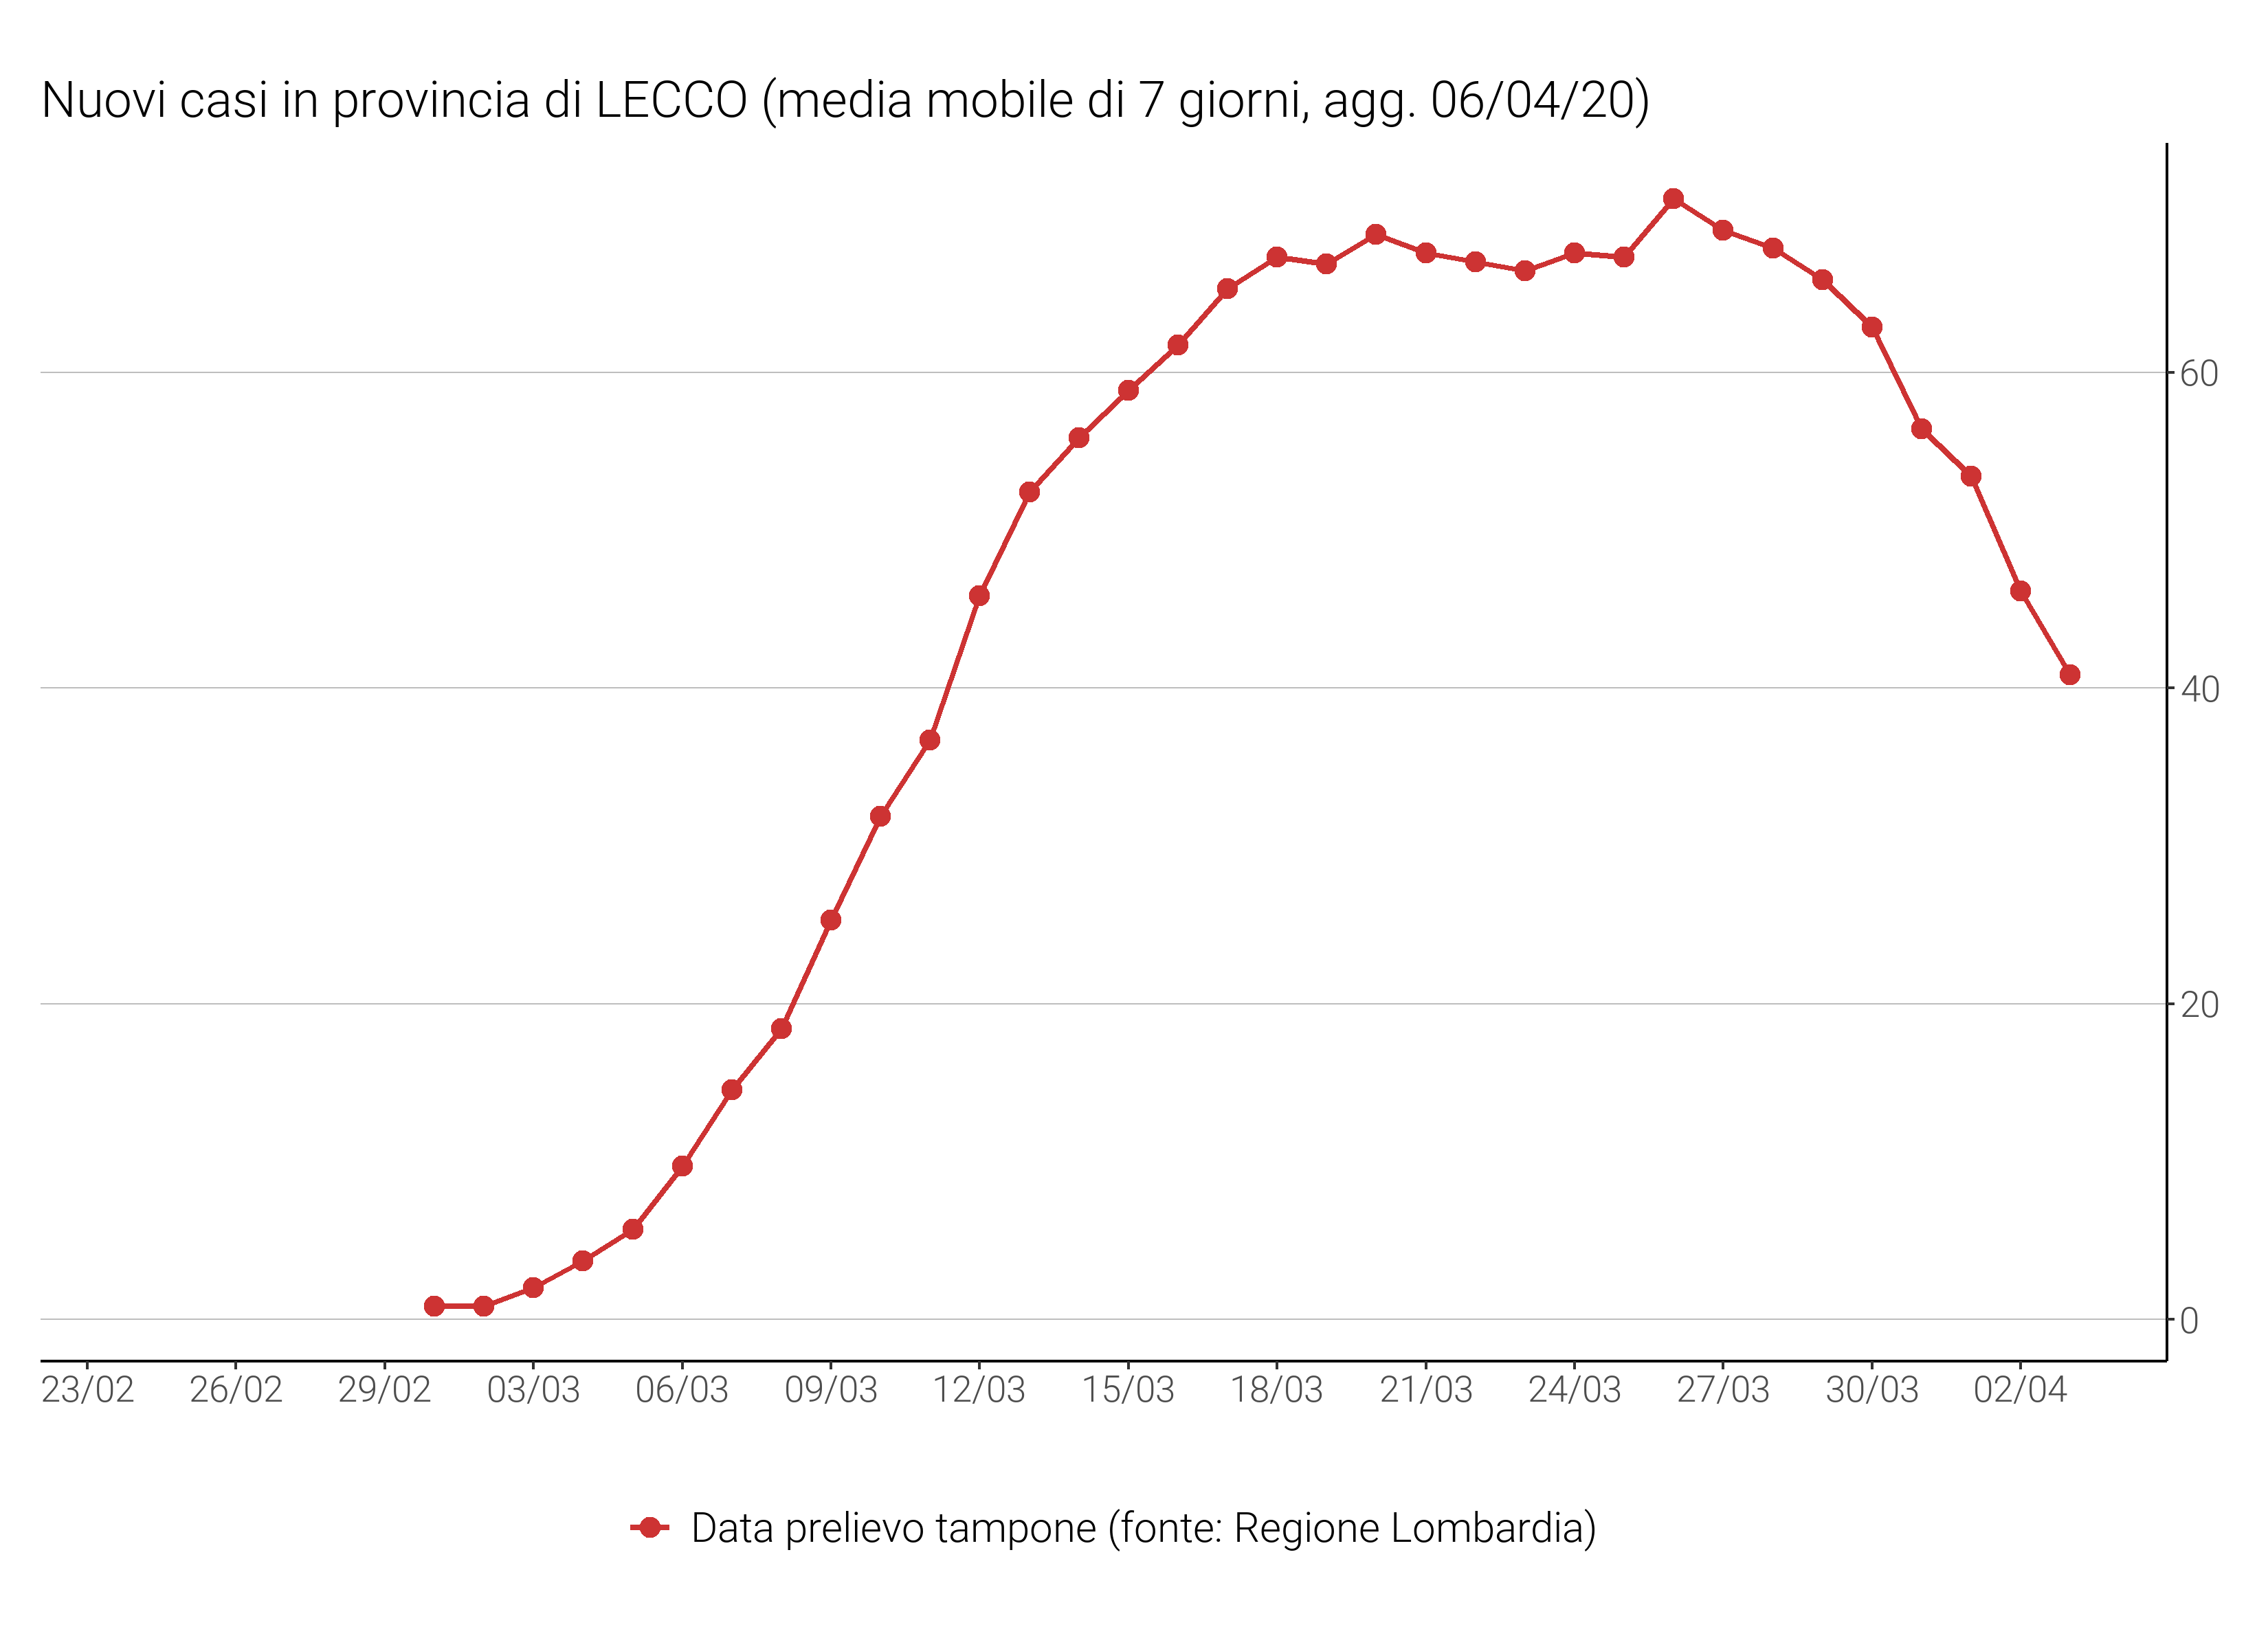 Nuovi casi in provincia di LECCO (media mobile di 7 giorni, agg. 06/04/20)
60
40
20
0
23/02 26/02 29/02 03/03 06/03 09/03 12/03 15/03 18/03 21/03 24/03 27/03 30/03 02/04
Data prelievo tampone (fonte: Regione Lombardia)